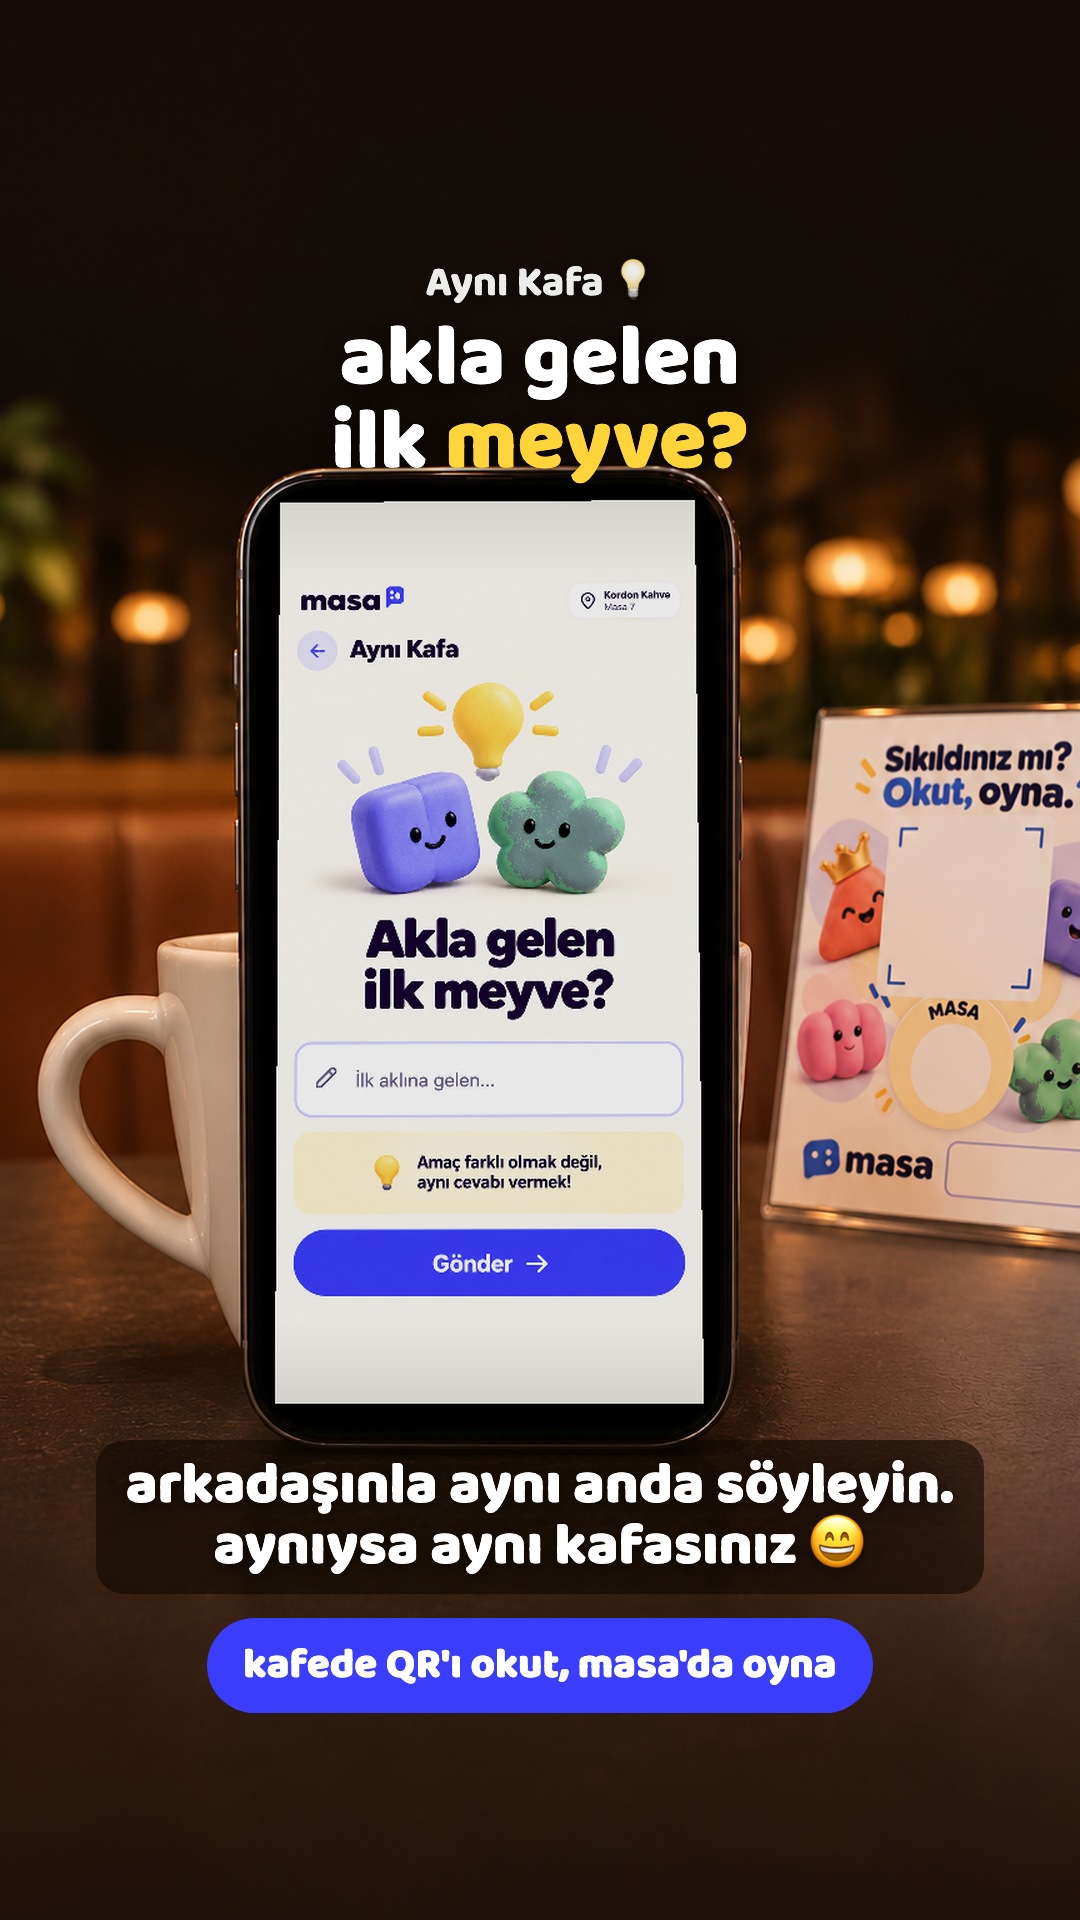 Aynı Kafa 💡
akla gelen
ilk meyve?
masa
Kordon Kahve
Masa 7
Aynı Kafa
Akla gelen
ilk meyve?
İlk aklına gelen...
Amaç farklı olmak değil,
aynı cevabı vermek!
Gönder →
Sıkıldınız mı?
Okut, oyna.
MASA
masa
arkadaşınla aynı anda söyleyin.
aynıysa aynı kafasınız 😄
kafede QR'ı okut, masa'da oyna